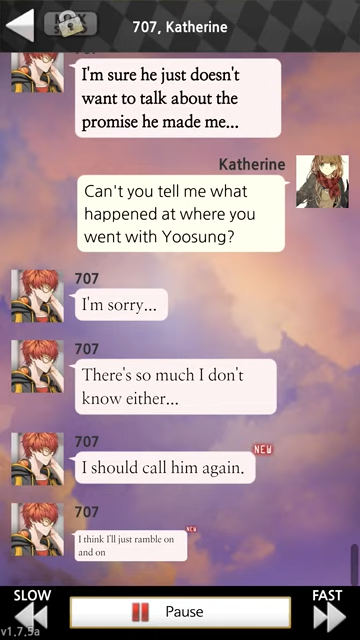 707, Katherine
I'm sure he just doesn't
want to talk about the
promise he made me...
Katherine
Can't you tell me what
happened at where you
went with Yoosung?
707
I'm sorry...
707
There's so much I don't
know either...
707
NEW
I should call him again.
707
NEW
I think I'll just ramble on
and on
SLOW
Pause
FAST
v1.7.5a